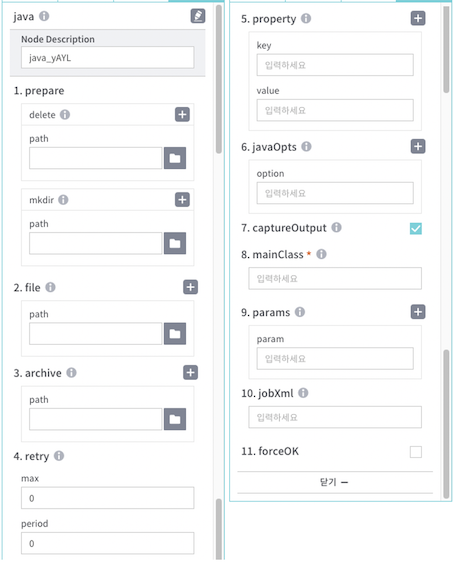 java
Node Description
java_yAYL
1. prepare
delete
path
mkdir
path
2. file
path
3. archive
path
4. retry
max
0
period
0
5. property
key
입력하세요
value
입력하세요
6. javaOpts
option
입력하세요
7. captureOutput
8. mainClass *
입력하세요
9. params
param
입력하세요
10. jobXml
입력하세요
11. forceOK
닫기 −